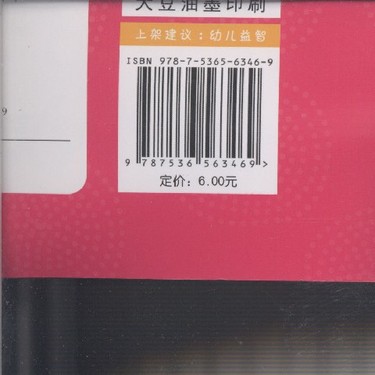 大豆油墨印刷
上架建议：幼儿益智
ISBN 978-7-5365-6346-9
9 787536 563469 >
定价：6.00元
9